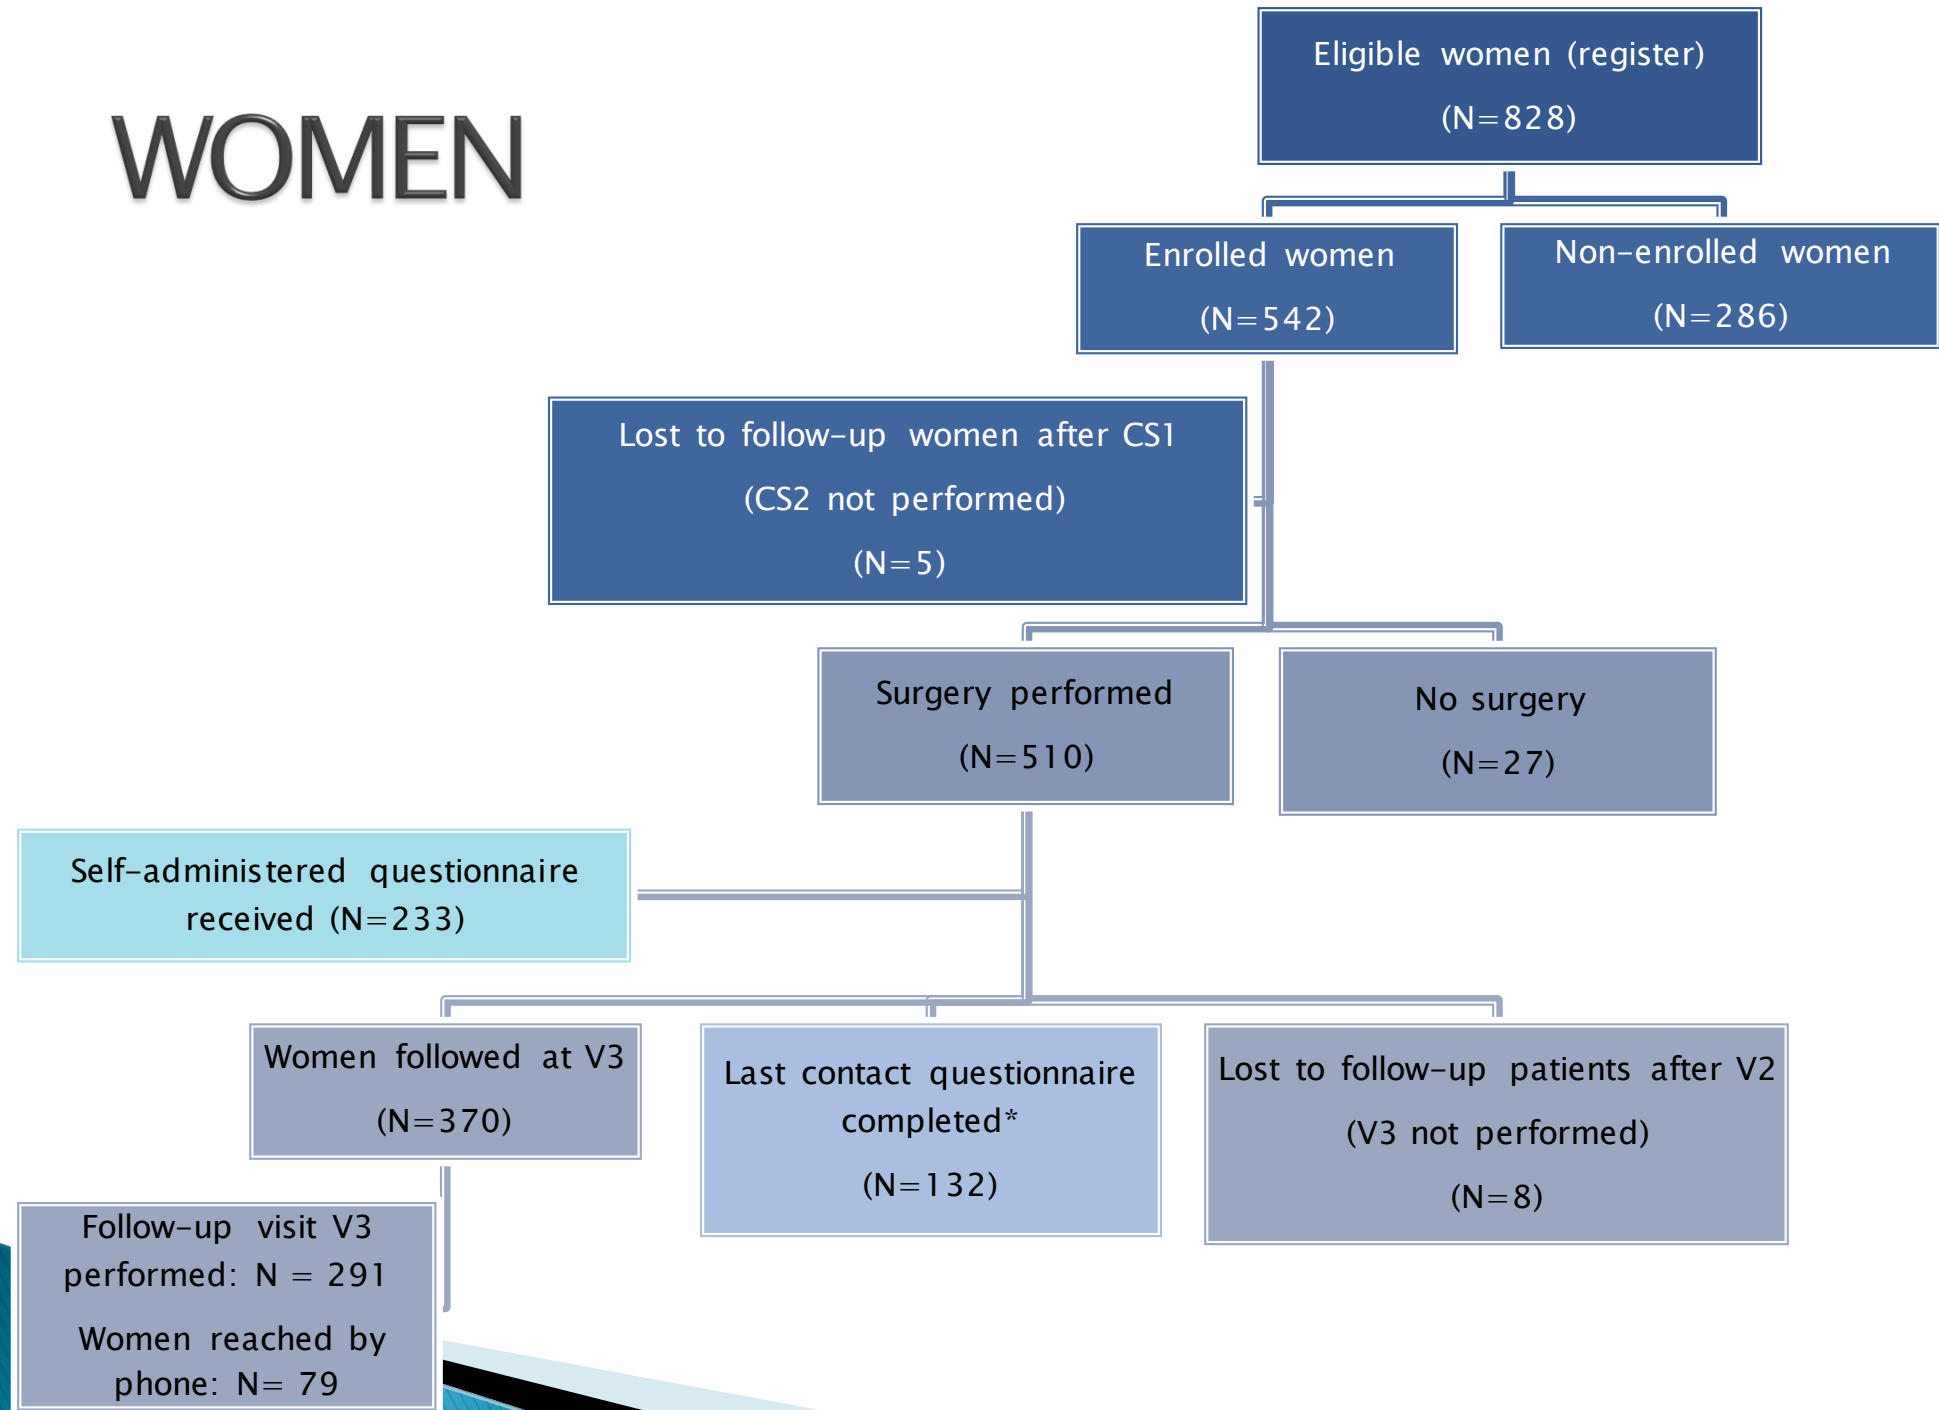 WOMEN
Eligible women (register)
(N=828)
Enrolled women
(N=542)
Non-enrolled women
(N=286)
Lost to follow-up women after CS1
(CS2 not performed)
(N=5)
Surgery performed
(N=510)
No surgery
(N=27)
Self-administered questionnaire
received (N=233)
Women followed at V3
(N=370)
Last contact questionnaire
completed*
(N=132)
Lost to follow-up patients after V2
(V3 not performed)
(N=8)
Follow-up visit V3
performed: N = 291
Women reached by
phone: N= 79